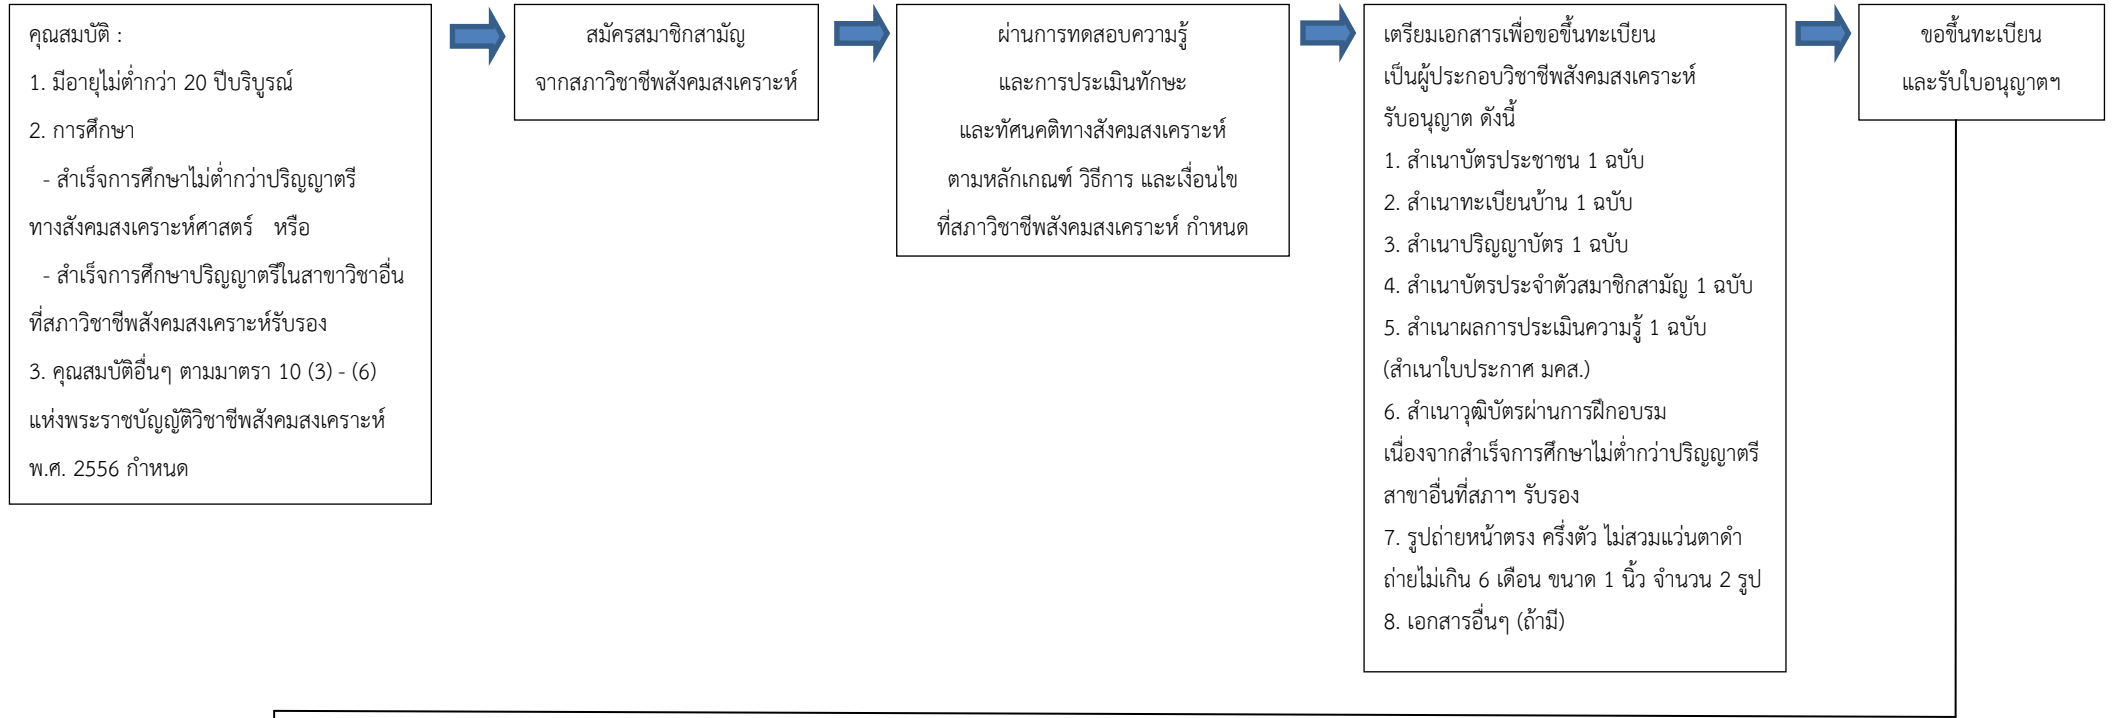 คุณสมบัติ :
1. มีอายุไม่ต่ำกว่า 20 ปีบริบูรณ์
2. การศึกษา
- สำเร็จการศึกษาไม่ต่ำกว่าปริญญาตรี
ทางสังคมสงเคราะห์ศาสตร์ หรือ
- สำเร็จการศึกษาปริญญาตรีในสาขาวิชาอื่น
ที่สภาวิชาชีพสังคมสงเคราะห์รับรอง
3. คุณสมบัติอื่นๆ ตามมาตรา 10 (3) - (6)
แห่งพระราชบัญญัติวิชาชีพสังคมสงเคราะห์
พ.ศ. 2556 กำหนด
สมัครสมาชิกสามัญ
จากสภาวิชาชีพสังคมสงเคราะห์
ผ่านการทดสอบความรู้
และการประเมินทักษะ
และทัศนคติทางสังคมสงเคราะห์
ตามหลักเกณฑ์ วิธีการ และเงื่อนไข
ที่สภาวิชาชีพสังคมสงเคราะห์ กำหนด
เตรียมเอกสารเพื่อขอขึ้นทะเบียน
เป็นผู้ประกอบวิชาชีพสังคมสงเคราะห์
รับอนุญาต ดังนี้
1. สำเนาบัตรประชาชน 1 ฉบับ
2. สำเนาทะเบียนบ้าน 1 ฉบับ
3. สำเนาปริญญาบัตร 1 ฉบับ
4. สำเนาบัตรประจำตัวสมาชิกสามัญ 1 ฉบับ
5. สำเนาผลการประเมินความรู้ 1 ฉบับ
(สำเนาใบประกาศ มคส.)
6. สำเนาวุฒิบัตรผ่านการฝึกอบรม
เนื่องจากสำเร็จการศึกษาไม่ต่ำกว่าปริญญาตรี
สาขาอื่นที่สภาฯ รับรอง
7. รูปถ่ายหน้าตรง ครึ่งตัว ไม่สวมแว่นตาดำ
ถ่ายไม่เกิน 6 เดือน ขนาด 1 นิ้ว จำนวน 2 รูป
8. เอกสารอื่นๆ (ถ้ามี)
ขอขึ้นทะเบียน
และรับใบอนุญาตฯ